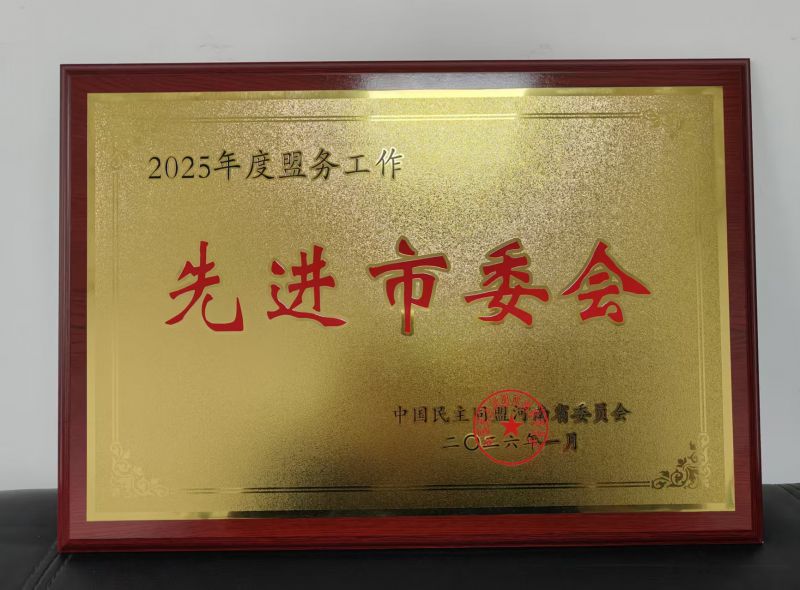 2025年度盟务工作
先进市委会
中国民主同盟河南省委员会
二〇二六年一月